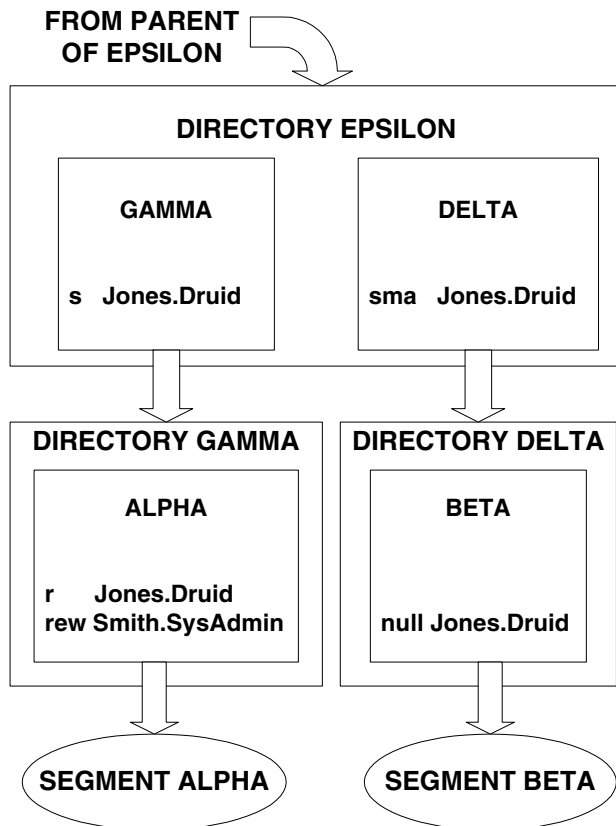 FROM PARENT
OF EPSILON
DIRECTORY EPSILON
GAMMA
s Jones.Druid
DELTA
sma Jones.Druid
DIRECTORY GAMMA
ALPHA
r Jones.Druid
rew Smith.SysAdmin
DIRECTORY DELTA
BETA
null Jones.Druid
SEGMENT ALPHA
SEGMENT BETA